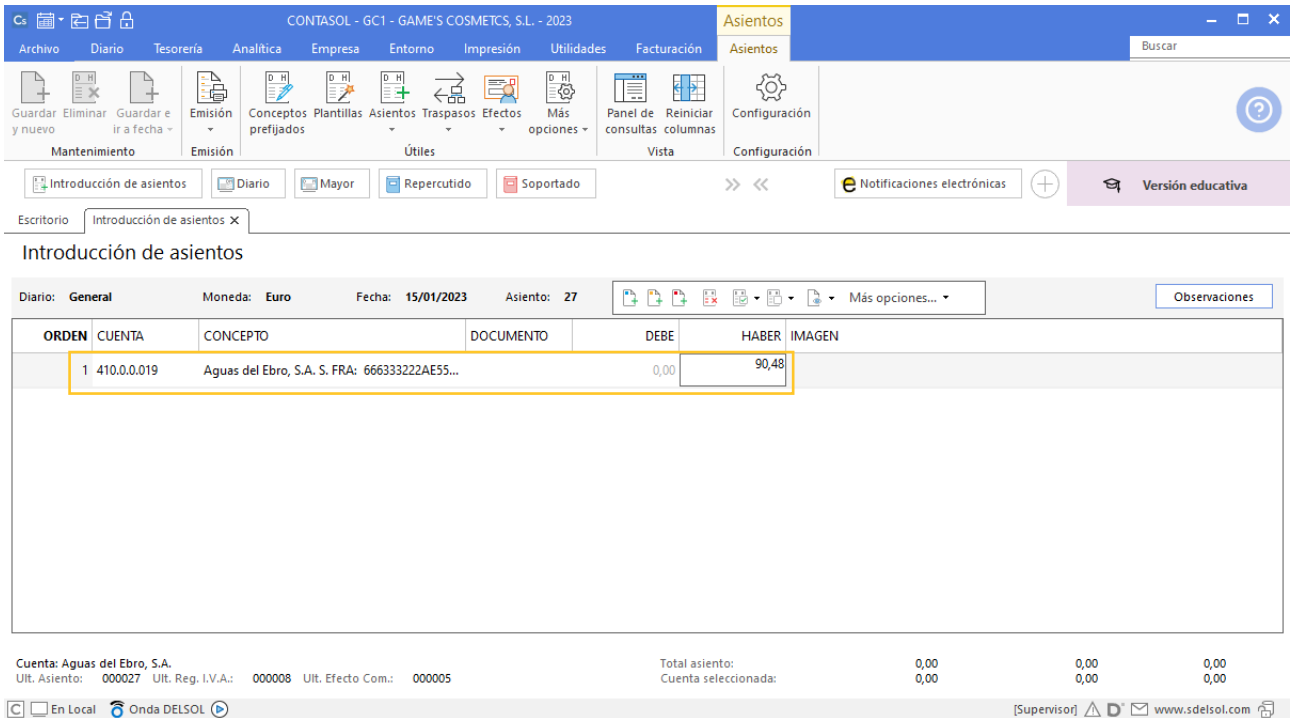 Cs CONTASOL - GC1 - GAME'S COSMETCS, S.L. - 2023 Asientos
Archivo Diario Tesorería Analítica Empresa Entorno Impresión Utilidades Facturación Asientos Buscar
Guardar y nuevo Eliminar Guardar e ir a fecha Emisión Conceptos prefijados Plantillas Asientos Traspasos Efectos Más opciones Panel de consultas Reiniciar columnas Configuración
Mantenimiento Emisión Útiles Vista Configuración
Introducción de asientos Diario Mayor Repercutido Soportado Notificaciones electrónicas Versión educativa
Escritorio Introducción de asientos
Introducción de asientos
Diario: General Moneda: Euro Fecha: 15/01/2023 Asiento: 27 Más opciones... Observaciones
ORDEN CUENTA CONCEPTO DOCUMENTO DEBE HABER IMAGEN
1 410.0.0.019 Aguas del Ebro, S.A. S. FRA: 666333222AE55... 0,00 90,48
Cuenta: Aguas del Ebro, S.A. Total asiento: 0,00 0,00 0,00
Ult. Asiento: 000027 Ult. Reg. I.V.A.: 000008 Ult. Efecto Com.: 000005 Cuenta seleccionada: 0,00 0,00 0,00
C En Local Onda DELSOL [Supervisor] D www.sdelsol.com